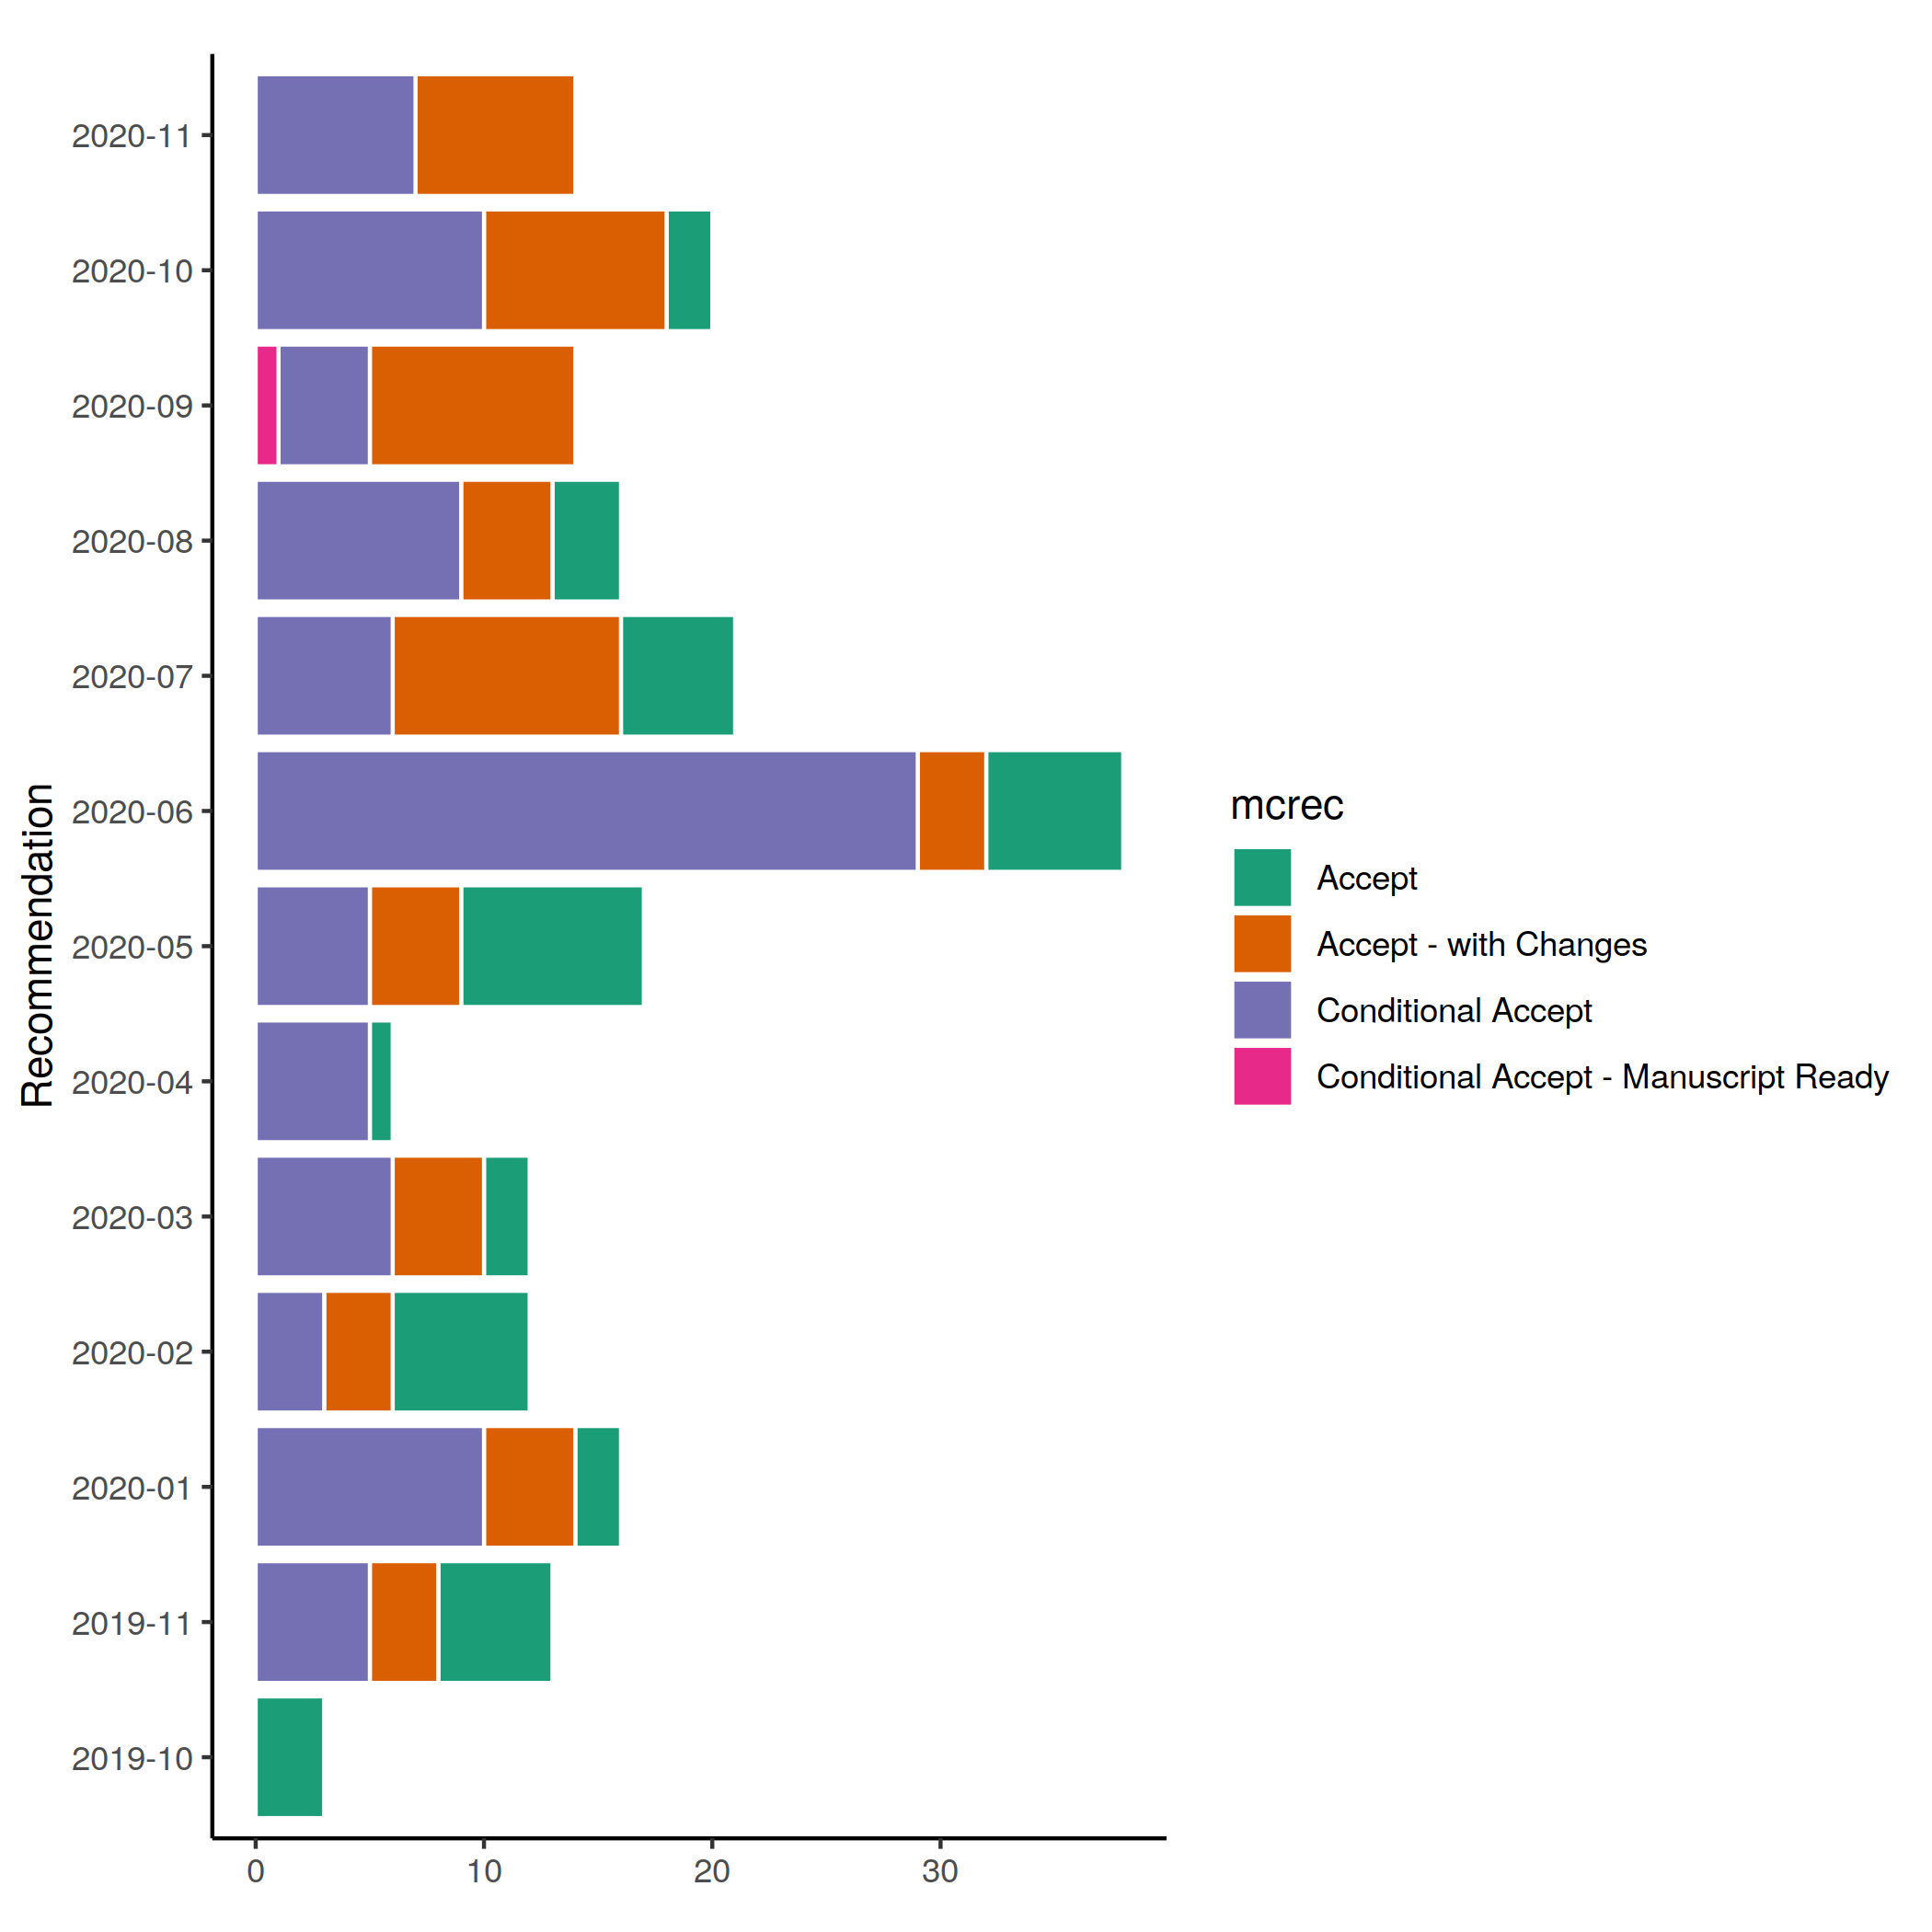 Recommendation
2020-11
2020-10
2020-09
2020-08
2020-07
2020-06
2020-05
2020-04
2020-03
2020-02
2020-01
2019-11
2019-10
0
10
20
30
mcrec
Accept
Accept - with Changes
Conditional Accept
Conditional Accept - Manuscript Ready